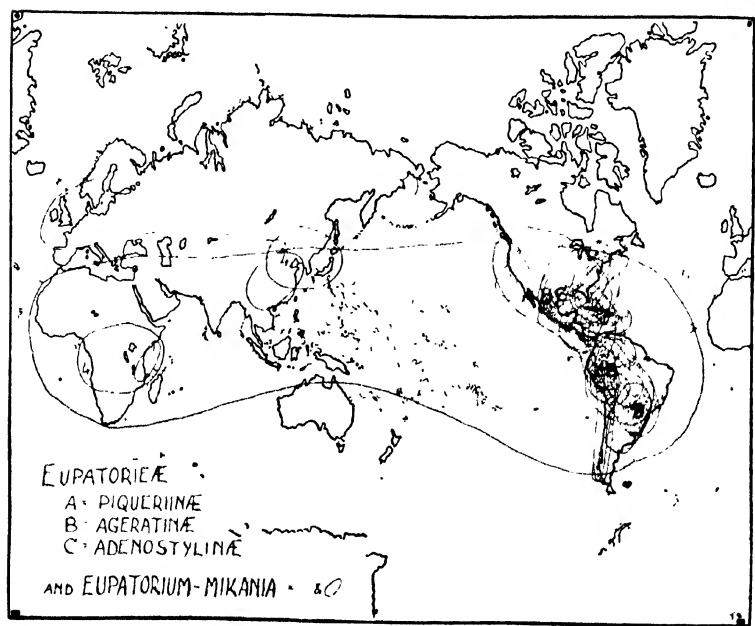 EUPATORIEÆ
A = PIQUERIINÆ
B - AGERATINÆ
C = ADENOSTYLINÆ
AND EUPATORIUM-MIKANIA =